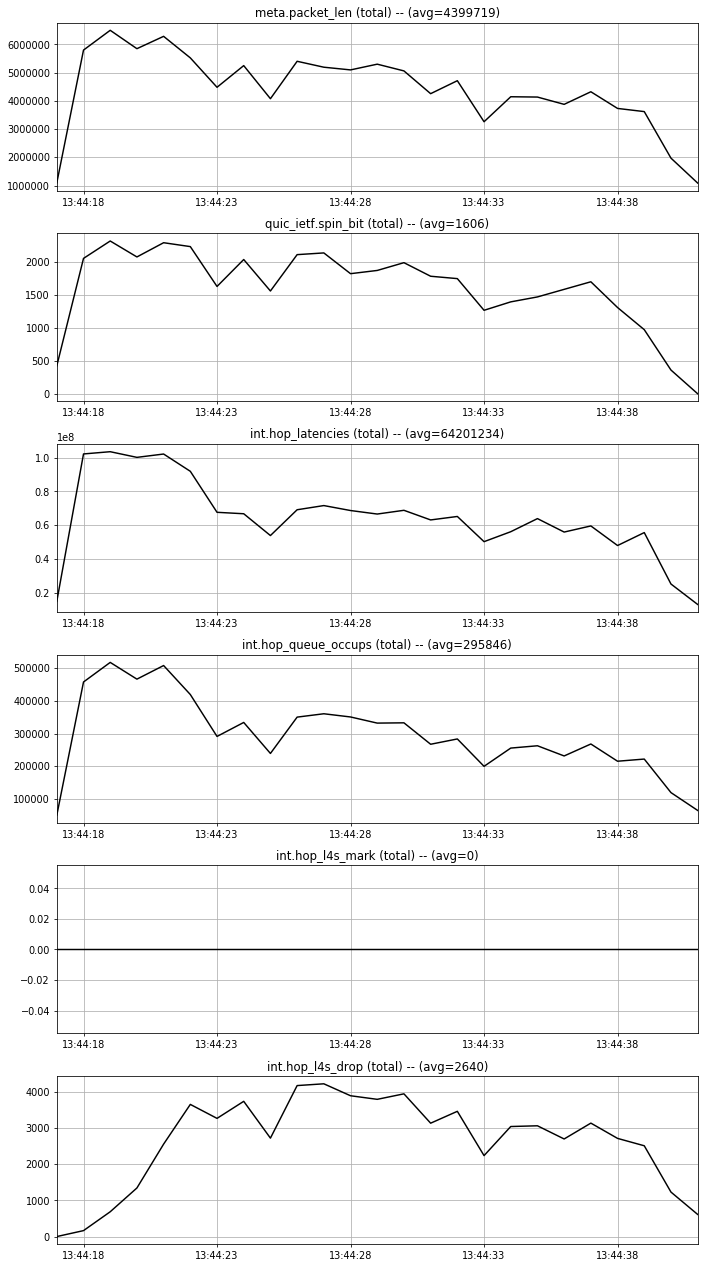 meta.packet_len (total) -- (avg=4399719)
6000000
5000000
4000000
3000000
2000000
1000000
13:44:18 13:44:23 13:44:28 13:44:33 13:44:38
quic_ietf.spin_bit (total) -- (avg=1606)
2000
1500
1000
500
0
13:44:18 13:44:23 13:44:28 13:44:33 13:44:38
int.hop_latencies (total) -- (avg=64201234)
1e8
1.0
0.8
0.6
0.4
0.2
13:44:18 13:44:23 13:44:28 13:44:33 13:44:38
int.hop_queue_occups (total) -- (avg=295846)
500000
400000
300000
200000
100000
13:44:18 13:44:23 13:44:28 13:44:33 13:44:38
int.hop_l4s_mark (total) -- (avg=0)
0.04
0.02
0.00
−0.02
−0.04
13:44:18 13:44:23 13:44:28 13:44:33 13:44:38
int.hop_l4s_drop (total) -- (avg=2640)
4000
3000
2000
1000
0
13:44:18 13:44:23 13:44:28 13:44:33 13:44:38